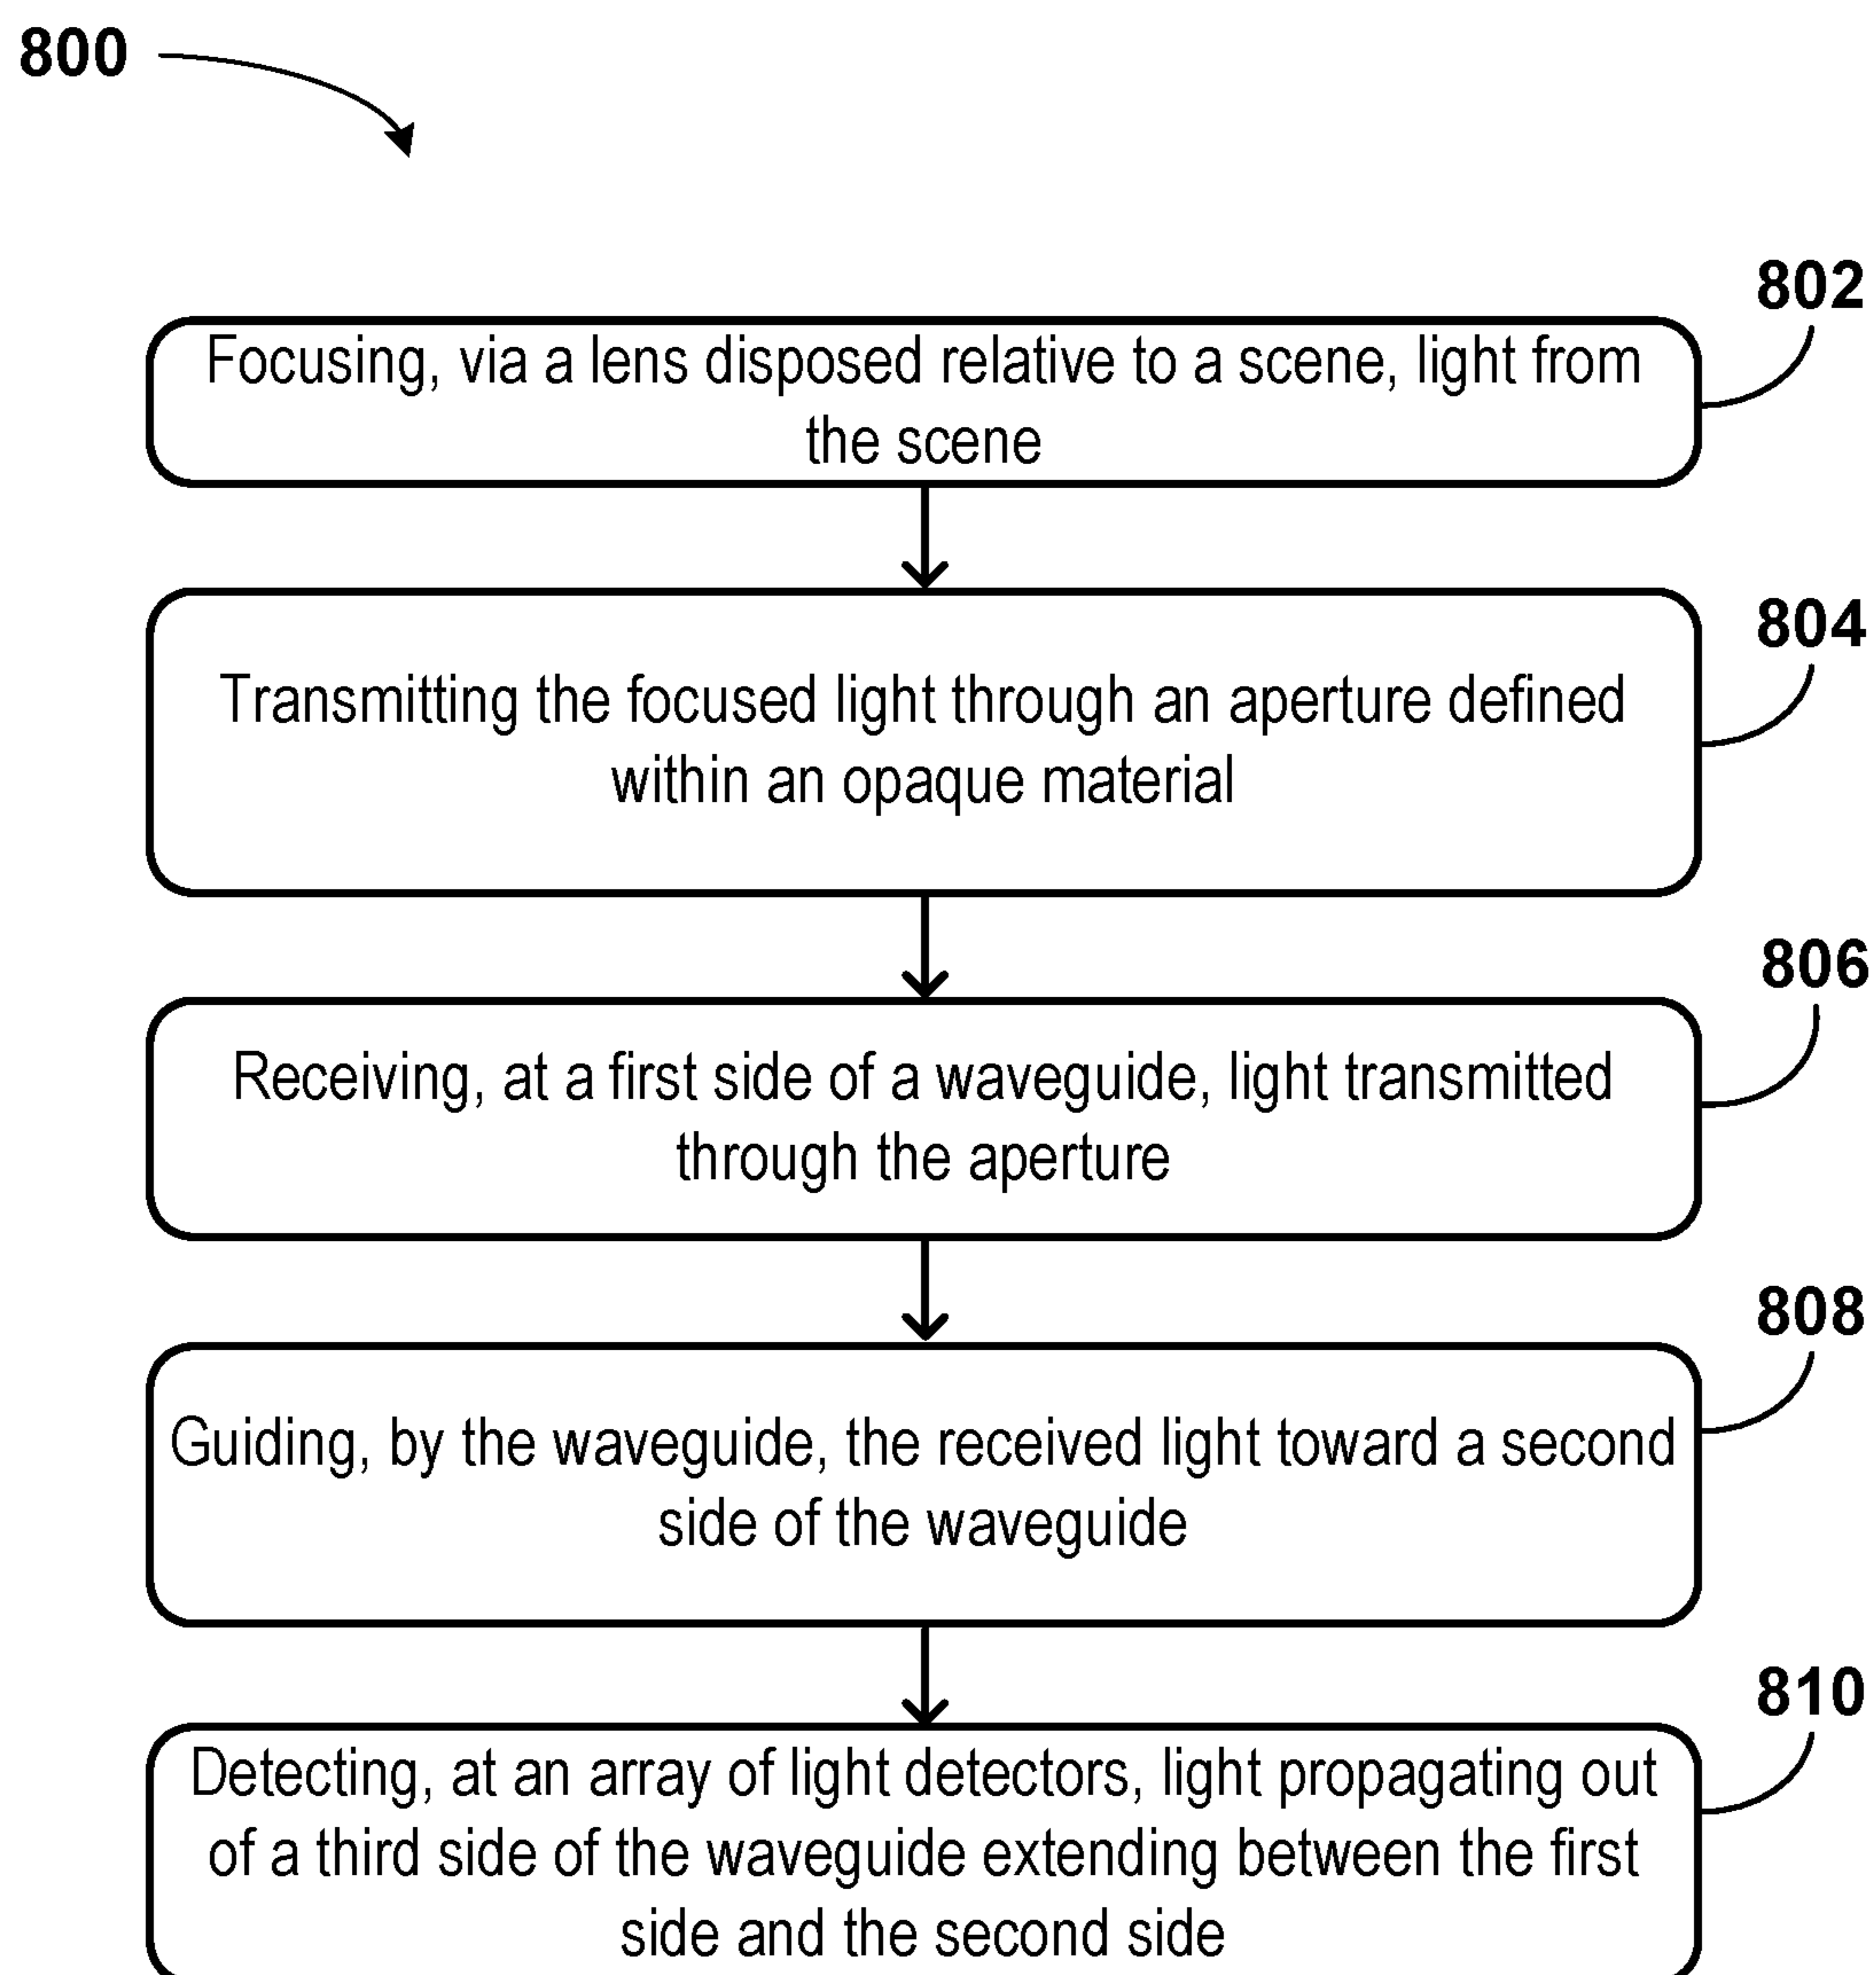 800
802
Focusing, via a lens disposed relative to a scene, light from
the scene
804
Transmitting the focused light through an aperture defined
within an opaque material
806
Receiving, at a first side of a waveguide, light transmitted
through the aperture
808
Guiding, by the waveguide, the received light toward a second
side of the waveguide
810
Detecting, at an array of light detectors, light propagating out
of a third side of the waveguide extending between the first
side and the second side